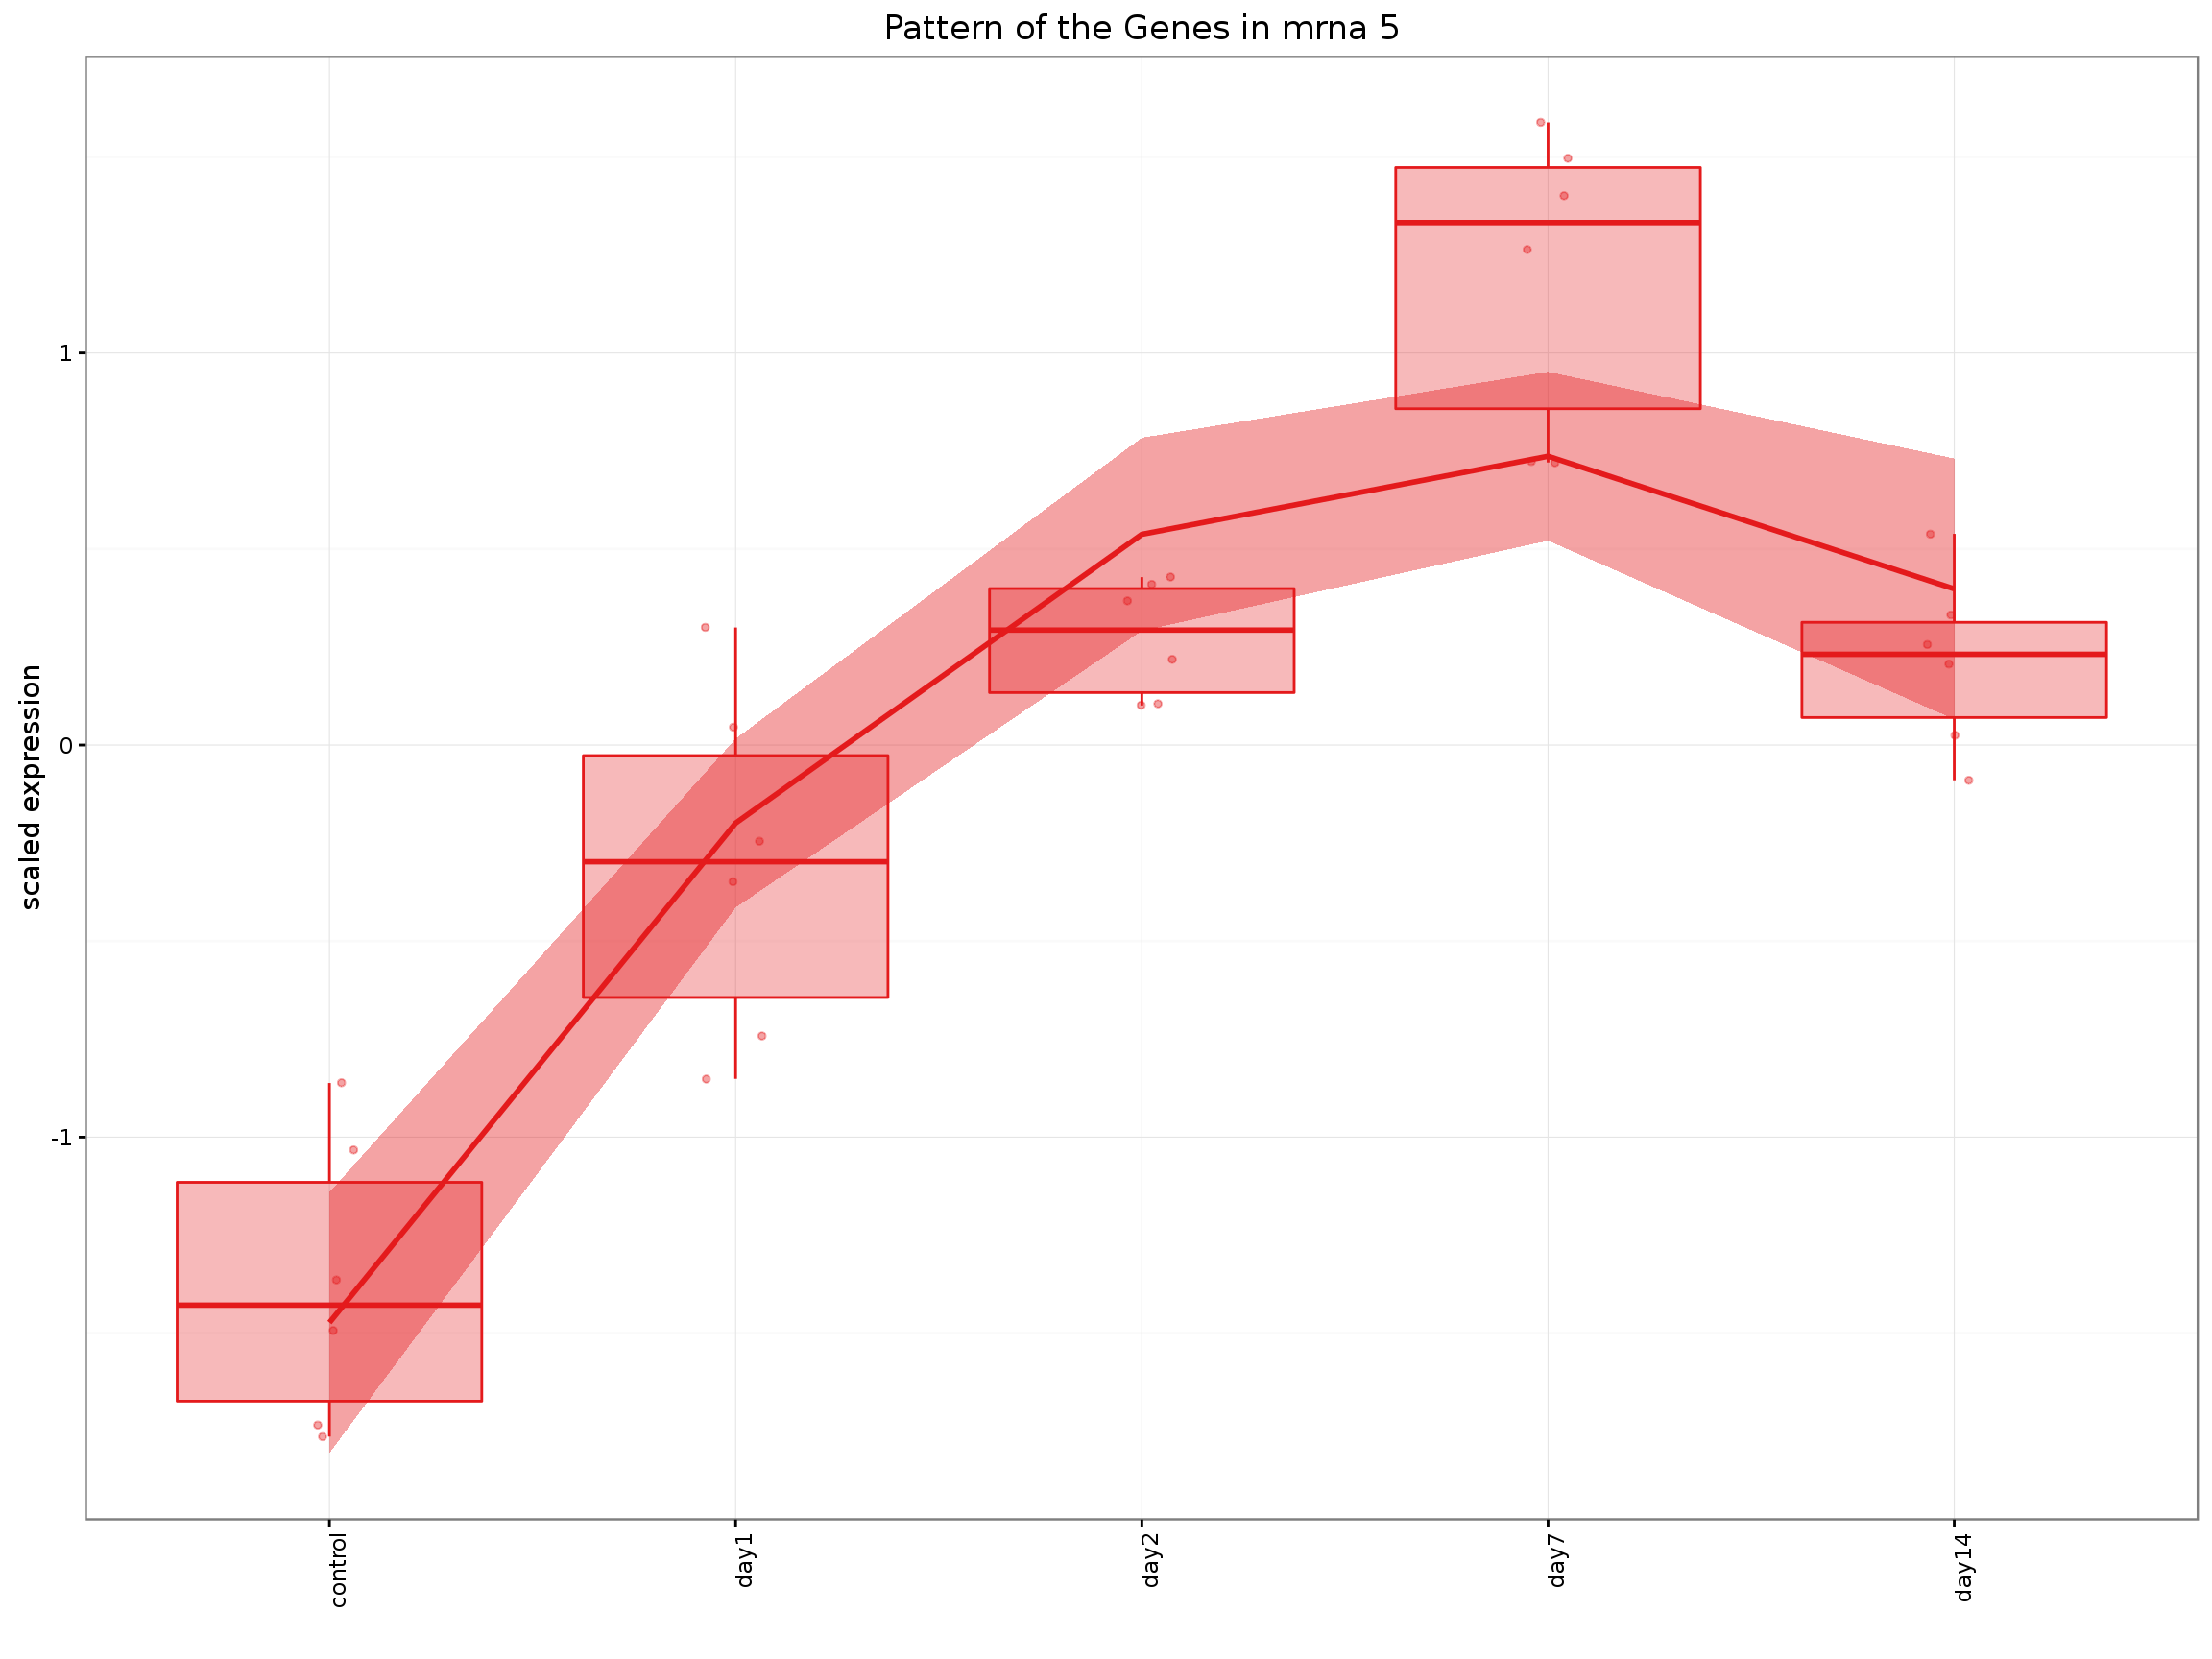 Pattern of the Genes in mrna 5
scaled expression
1
0
-1
control
day1
day2
day7
day14